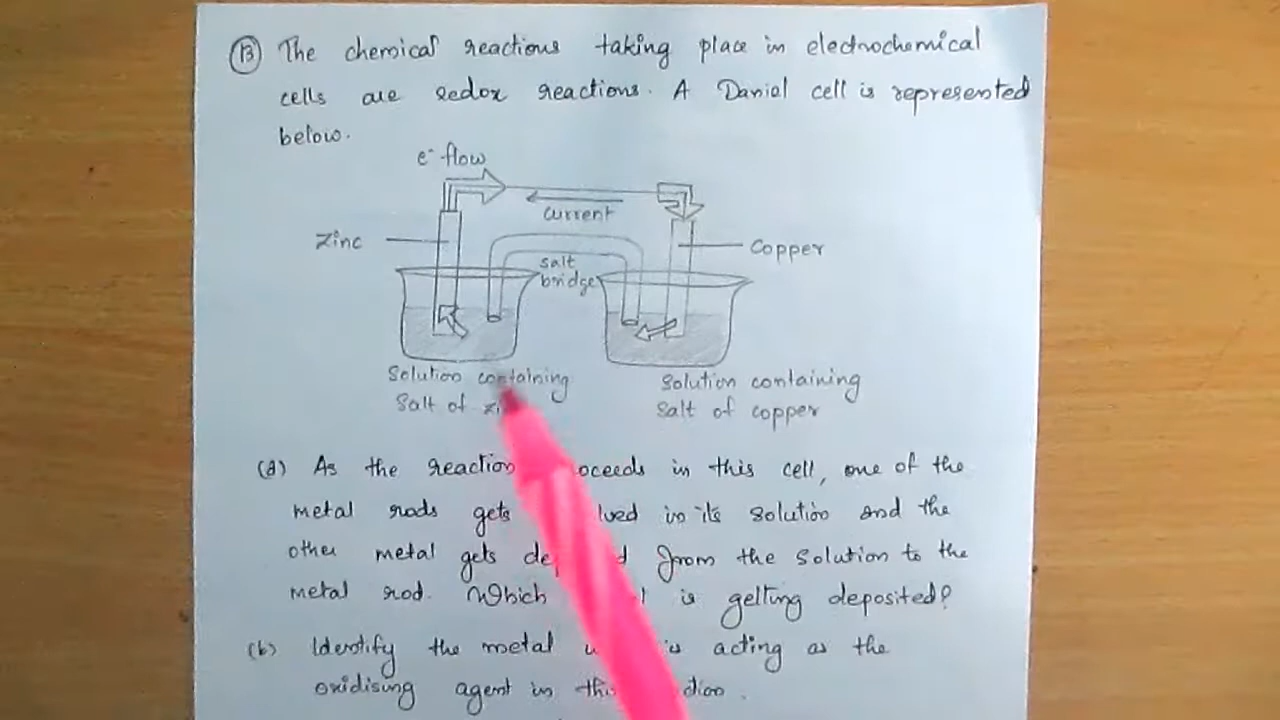 13 The chemical reactions taking place in electrochemical
cells are redox reactions. A Daniel cell is represented
below.
e- flow
current
Zinc
Copper
salt
bridge
Solution containing
Solution containing
Salt of
Salt of copper
(a) As the reaction in this cell, one of the
metal rods gets in its solution and the
other metal gets from the solution to the
metal rod. Which is getting deposited?
(b) Identify the metal is acting as the
oxidising agent in